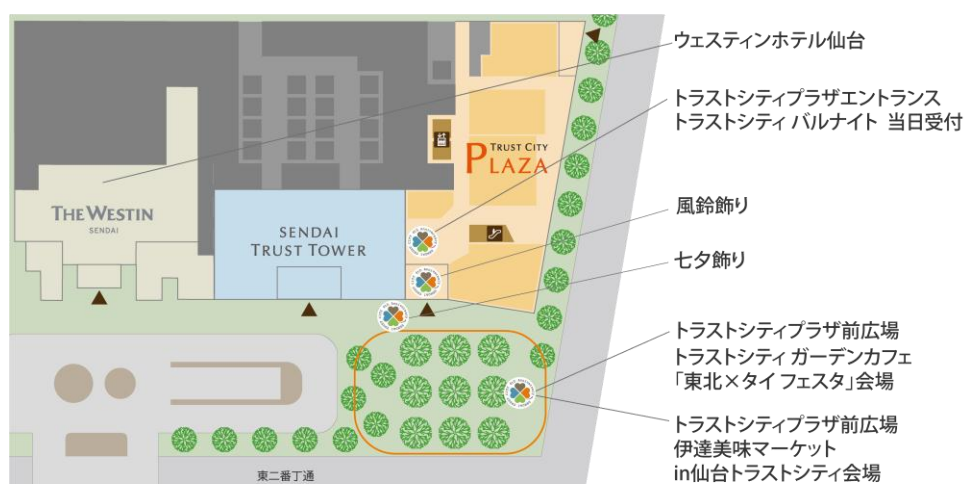 ウェスティンホテル仙台
トラストシティプラザエントランス
トラストシティ バルナイト 当日受付
TRUST CITY
PLAZA
THE WESTIN
SENDAI
SENDAI
TRUST TOWER
風鈴飾り
七夕飾り
トラストシティプラザ前広場
トラストシティ ガーデンカフェ
「東北×タイ フェスタ」会場
トラストシティプラザ前広場
伊達美味マーケット
in仙台トラストシティ会場
東二番丁通